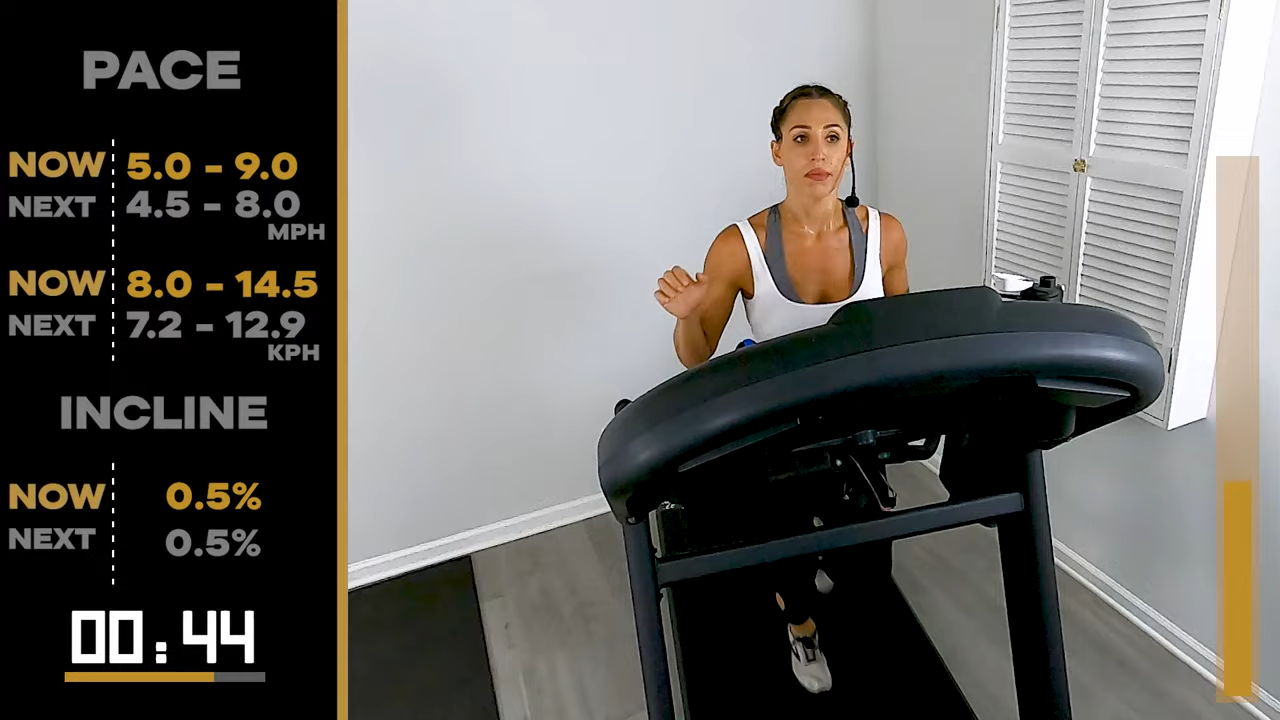 PACE
NOW 5.0 - 9.0
NEXT 4.5 - 8.0
MPH
NOW 8.0 - 14.5
NEXT 7.2 - 12.9
KPH
INCLINE
NOW 0.5%
NEXT 0.5%
00:44